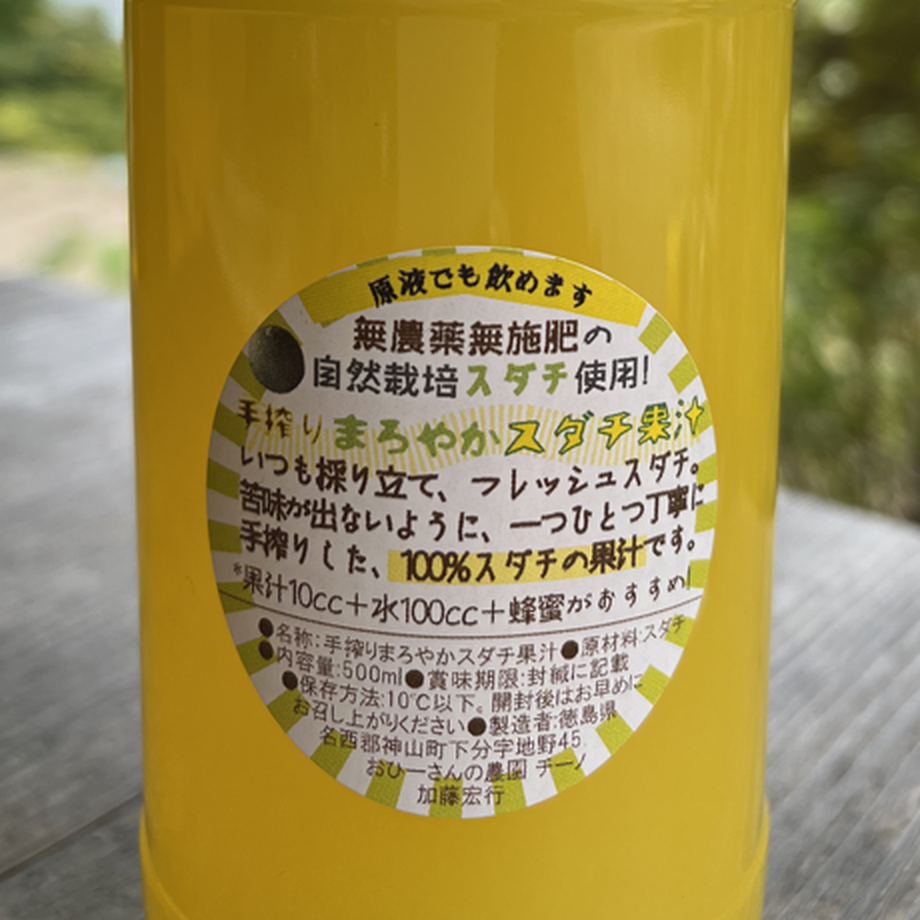 原液でも飲めます
無農薬無施肥の
自然栽培スダチ使用!
手搾りまろやかスダチ果汁
いつも採り立て、フレッシュスダチ。
苦味が出ないように、一つひとつ丁寧に
手搾りした、100%スダチの果汁です。
*果汁10cc+水100cc+蜂蜜がおすすめ!
●名称:手搾りまろやかスダチ果汁●原材料:スダチ
●内容量:500ml●賞味期限:封緘に記載
●保存方法:10℃以下。開封後はお早めに
お召し上がりください●製造者:徳島県
名西郡神山町下分字地野45
おひーさんの農園 チーノ
加藤宏行